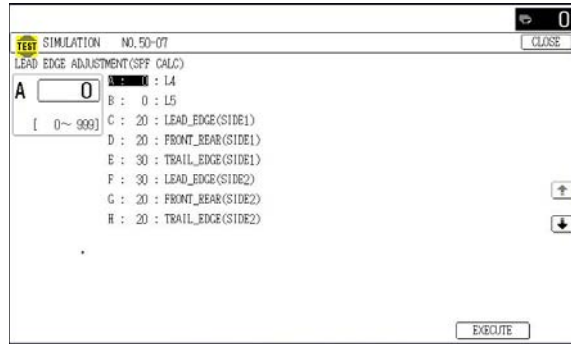 0
TEST SIMULATION NO.50-07 CLOSE
LEAD EDGE ADJUSTMENT(SPF CALC)
A 0
[ 0~ 999]
A : 0 : L4
B : 0 : L5
C : 20 : LEAD_EDGE(SIDE1)
D : 20 : FRONT_REAR(SIDE1)
E : 30 : TRAIL_EDGE(SIDE1)
F : 30 : LEAD_EDGE(SIDE2)
G : 20 : FRONT_REAR(SIDE2)
H : 20 : TRAIL_EDGE(SIDE2)
EXECUTE